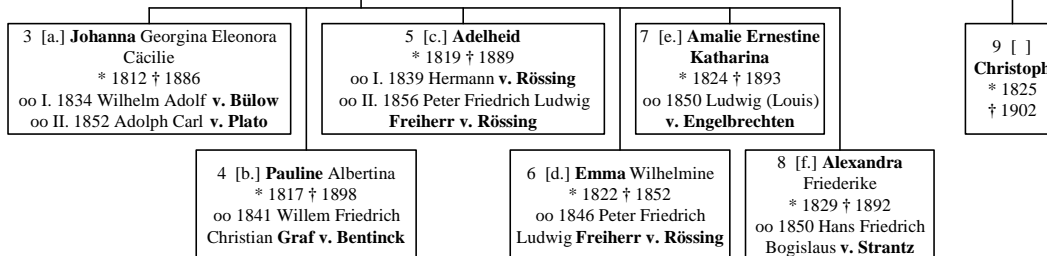 3 [a.] Johanna Georgina Eleonora
Cäcilie
* 1812 † 1886
oo I. 1834 Wilhelm Adolf v. Bülow
oo II. 1852 Adolph Carl v. Plato
5 [c.] Adelheid
* 1819 † 1889
oo I. 1839 Hermann v. Rössing
oo II. 1856 Peter Friedrich Ludwig
Freiherr v. Rössing
7 [e.] Amalie Ernestine
Katharina
* 1824 † 1893
oo 1850 Ludwig (Louis)
v. Engelbrechten
9 [ ]
Christoph
* 1825
† 1902
4 [b.] Pauline Albertina
* 1817 † 1898
oo 1841 Willem Friedrich
Christian Graf v. Bentinck
6 [d.] Emma Wilhelmine
* 1822 † 1852
oo 1846 Peter Friedrich
Ludwig Freiherr v. Rössing
8 [f.] Alexandra
Friederike
* 1829 † 1892
oo 1850 Hans Friedrich
Bogislaus v. Strantz